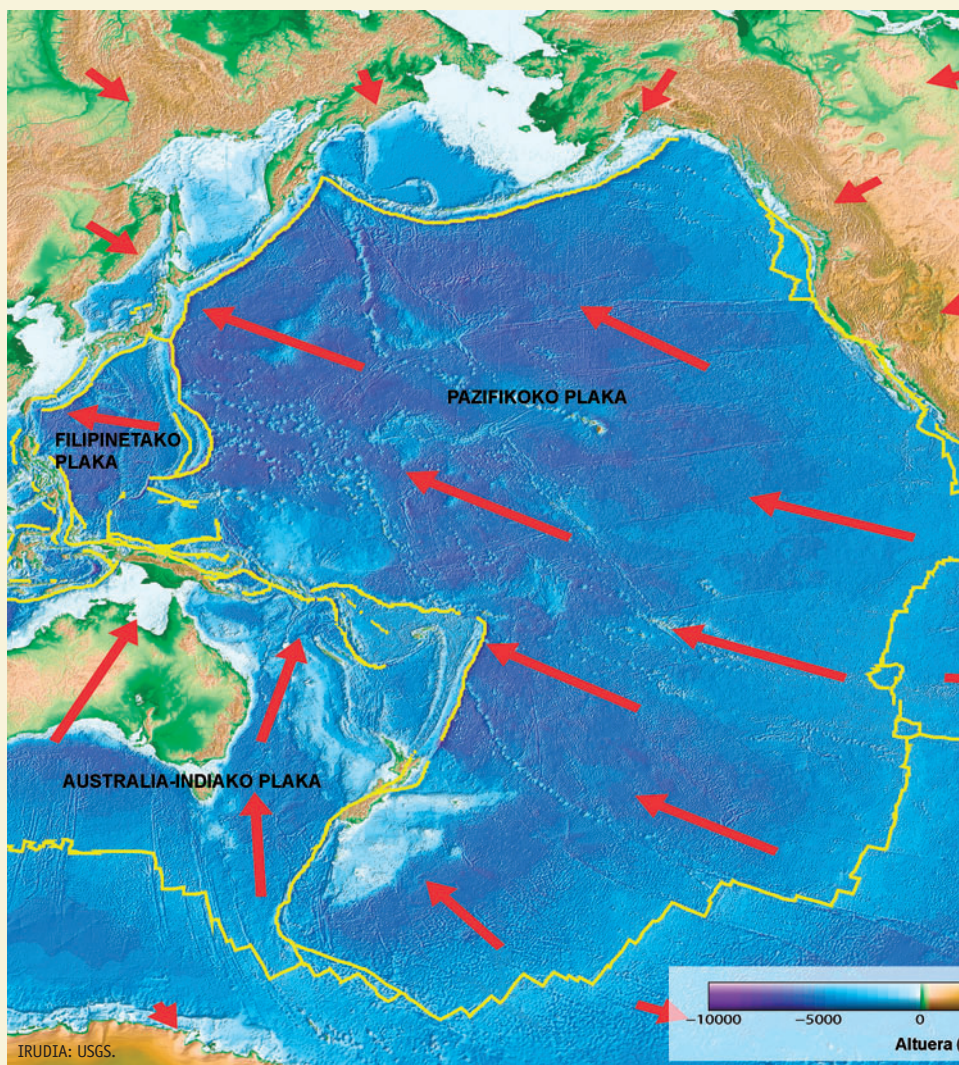 PAZIFIKOKO PLAKA
FILIPINETAKO
PLAKA
AUSTRALIA-INDIAKO PLAKA
−10000 −5000 0
Altuera (
IRUDIA: USGS.